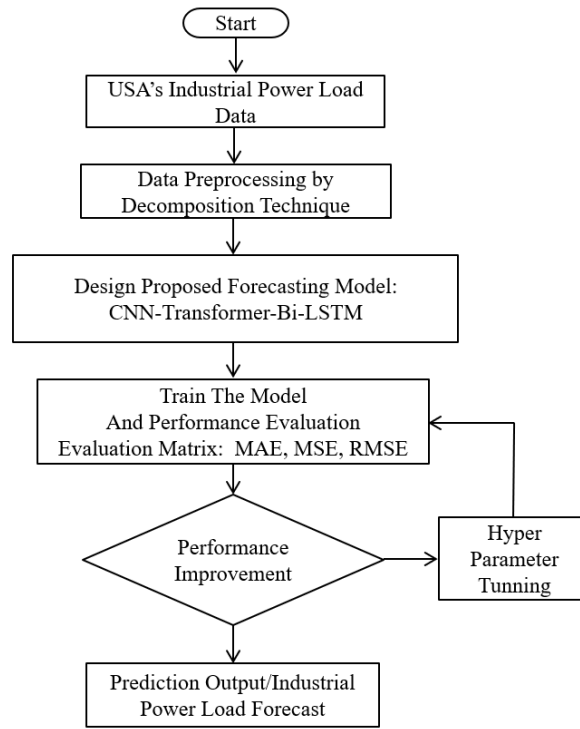 Start
USA's Industrial Power Load
Data
Data Preprocessing by
Decomposition Technique
Design Proposed Forecasting Model:
CNN-Transformer-Bi-LSTM
Train The Model
And Performance Evaluation
Evaluation Matrix: MAE, MSE, RMSE
Performance
Improvement
Hyper
Parameter
Tunning
Prediction Output/Industrial
Power Load Forecast